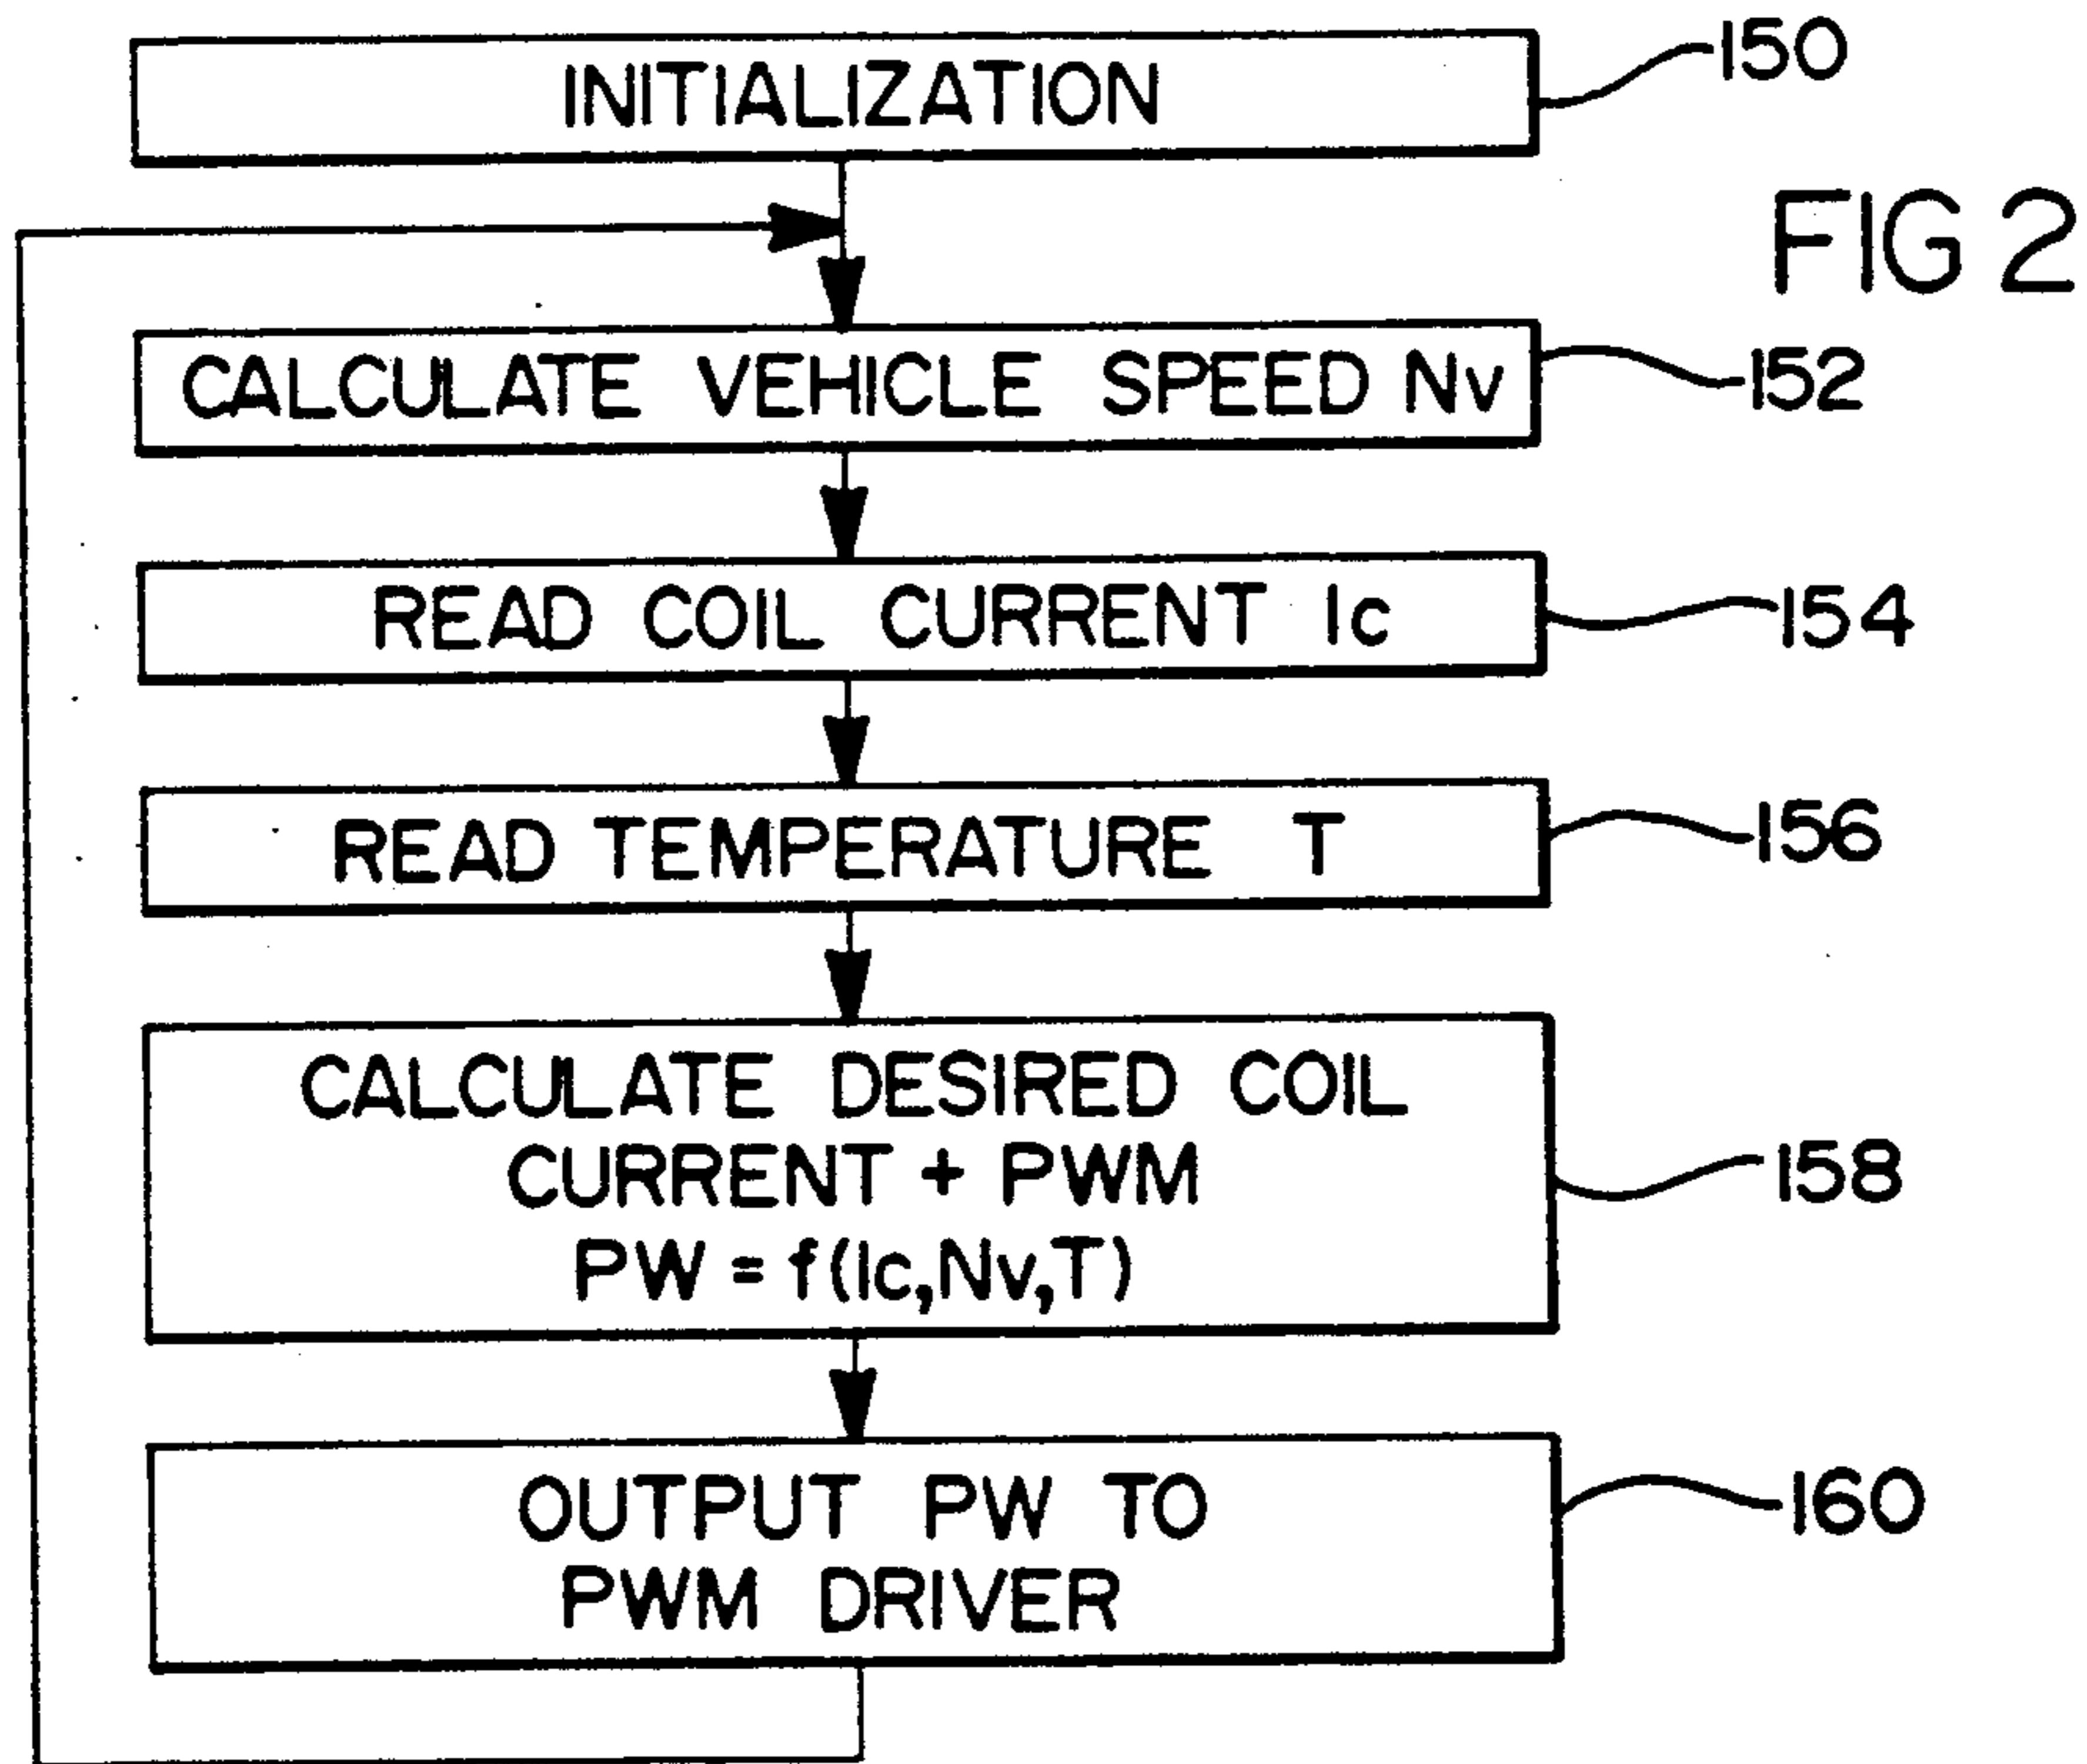 INITIALIZATION
150
FIG 2
CALCULATE VEHICLE SPEED Nv
152
READ COIL CURRENT Ic
154
READ TEMPERATURE T
156
CALCULATE DESIRED COIL
CURRENT + PWM
PW = f(Ic,Nv,T)
158
OUTPUT PW TO
PWM DRIVER
160